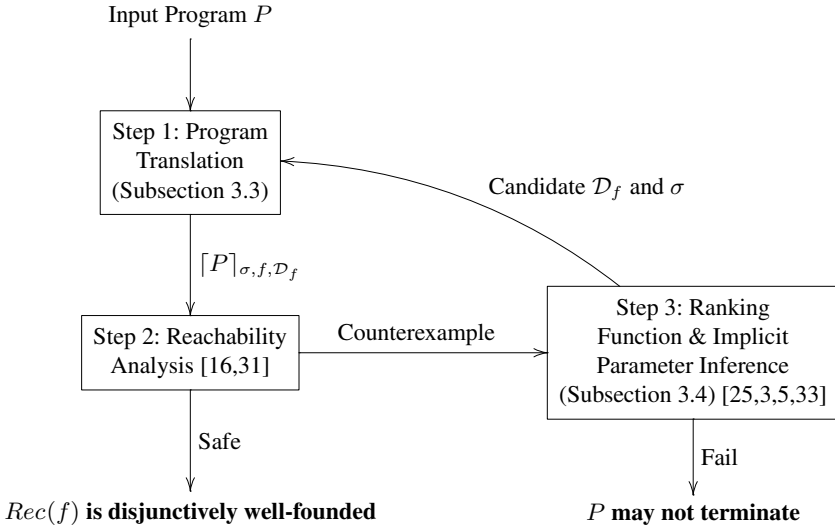 Input Program P
Step 1: Program
Translation
(Subsection 3.3)
Candidate 𝒟_f and σ
⌈P⌉_{σ,f,𝒟_f}
Step 2: Reachability
Analysis [16,31]
Counterexample
Step 3: Ranking
Function & Implicit
Parameter Inference
(Subsection 3.4) [25,3,5,33]
Safe
Fail
Rec(f) is disjunctively well-founded
P may not terminate